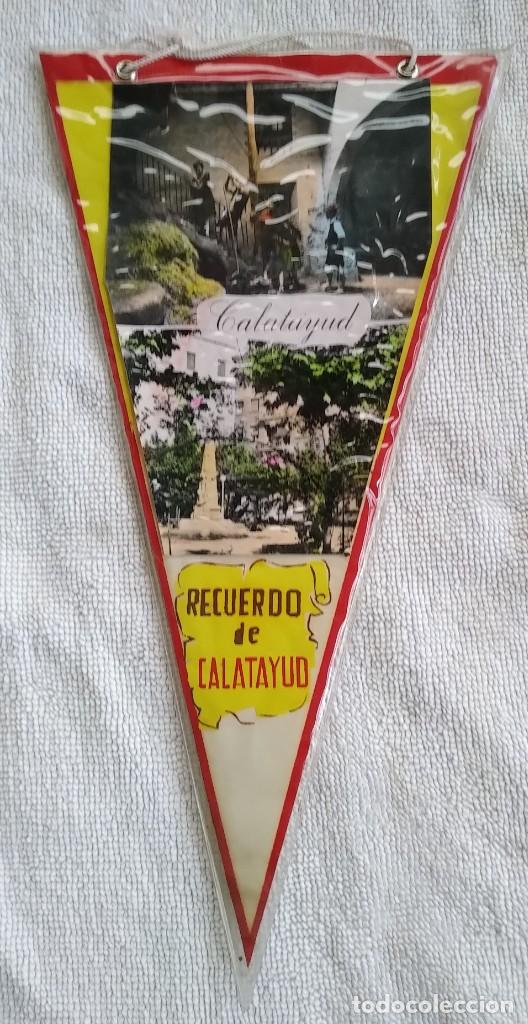 Calatayud
RECUERDO
de
CALATAYUD
todocoleccion